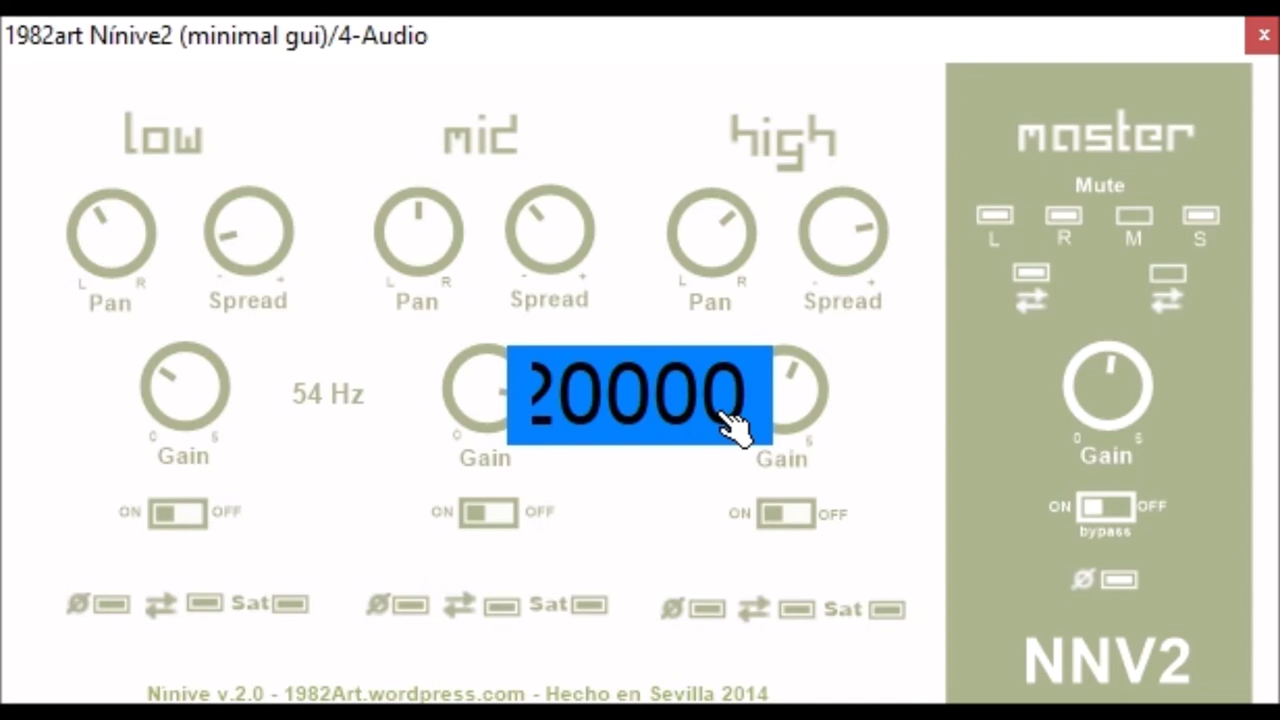 1982art Nínive2 (minimal gui)/4-Audio
x
low mid high master
Mute
L R M S
L R - + L R - + L R - +
Pan Spread Pan Spread Pan Spread
54 Hz 20000
0 5 0 5 0 5
Gain Gain Gain Gain
ON OFF ON OFF ON OFF ON OFF
bypass
Ø Sat Ø Sat Ø Sat Ø
NNV2
Nínive v.2.0 - 1982Art.wordpress.com - Hecho en Sevilla 2014